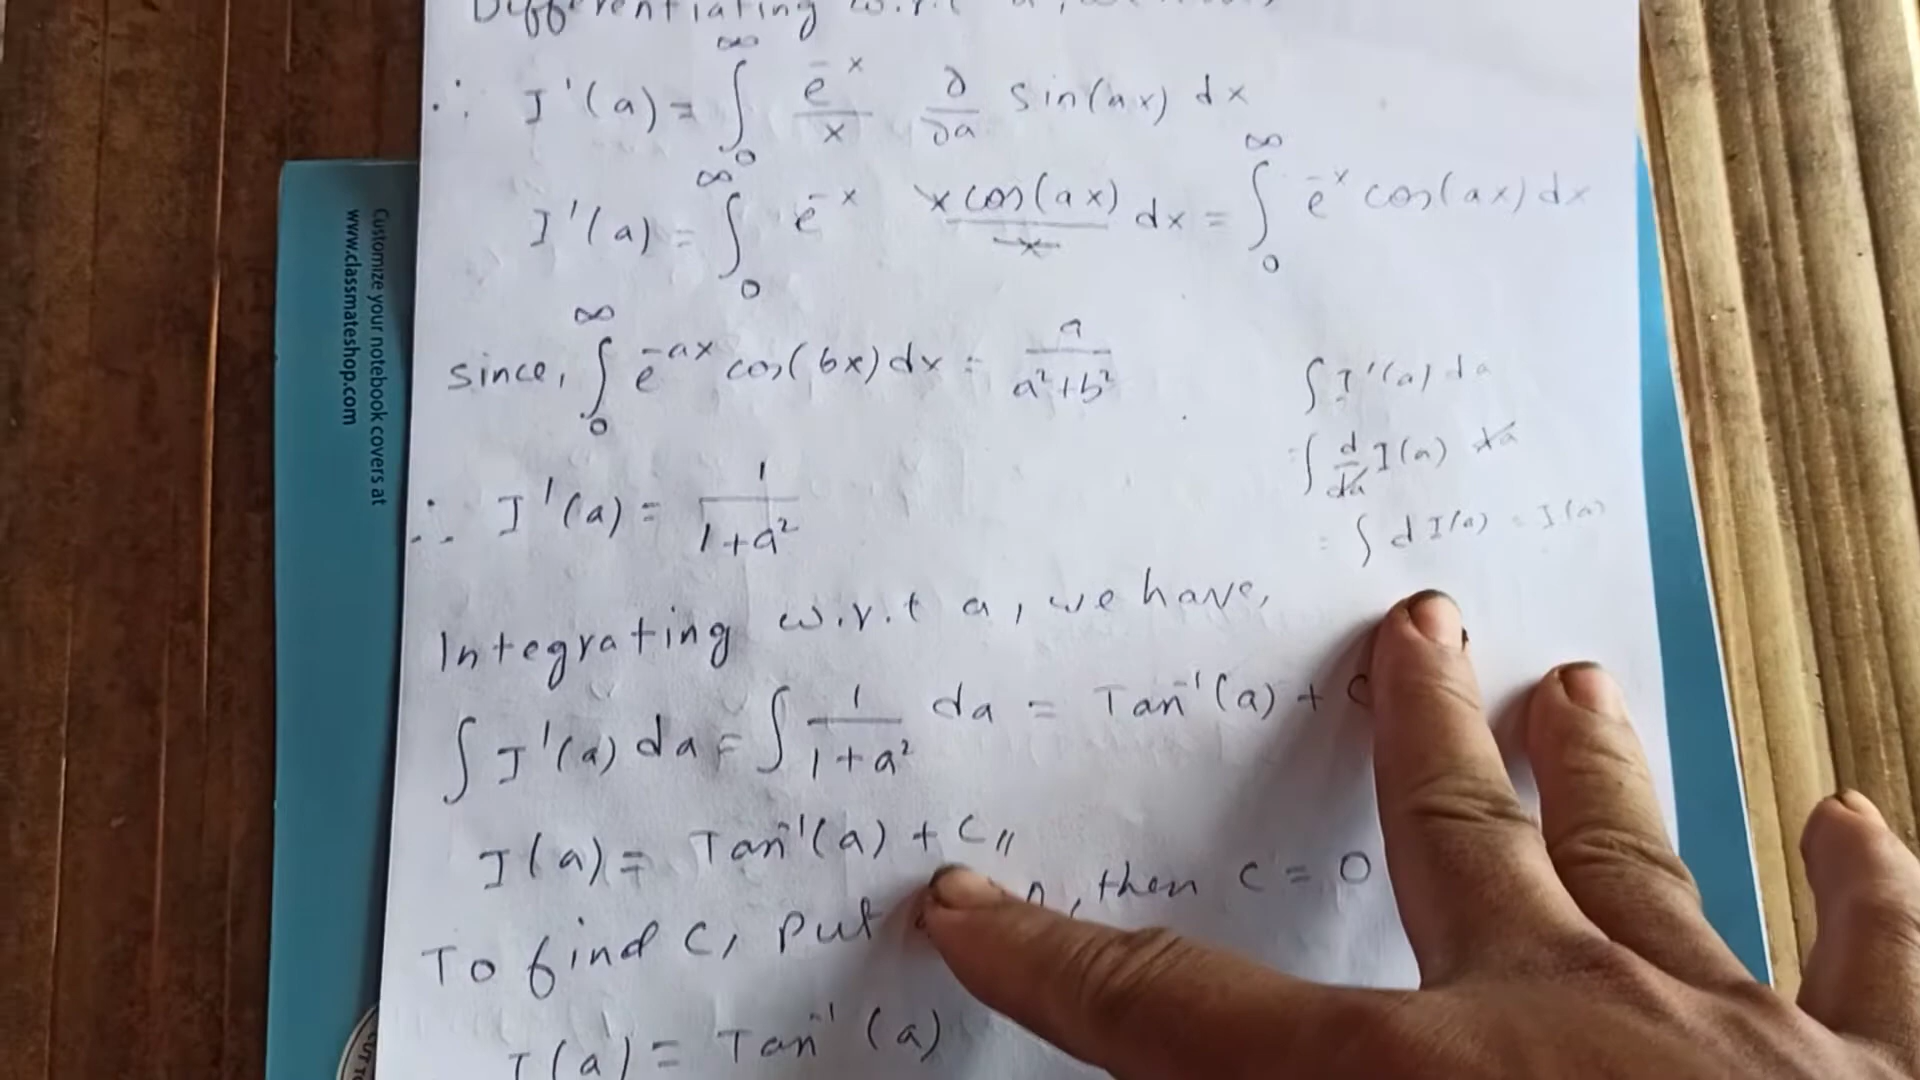 Differentiating w.r.t a, we have,
∴ I'(a) = ∫₀^∞ e^-x/x ∂/∂a sin(ax) dx
I'(a) = ∫₀^∞ e^-x x cos(ax)/x dx = ∫₀^∞ e^-x cos(ax) dx
since, ∫₀^∞ e^-ax cos(bx) dx = a/(a²+b²)
∫ I'(a) da
= ∫ d/da I(a) da
= ∫ d I(a) = I(a)
∴ I'(a) = 1/(1+a²)
Integrating w.r.t a, we have,
∫ I'(a) da = ∫ 1/(1+a²) da = Tan⁻¹(a) + C
I(a) = Tan⁻¹(a) + C //
To find C, Put , then C = 0
I(a) = Tan⁻¹(a)
Customize your notebook covers at
www.classmateshop.com